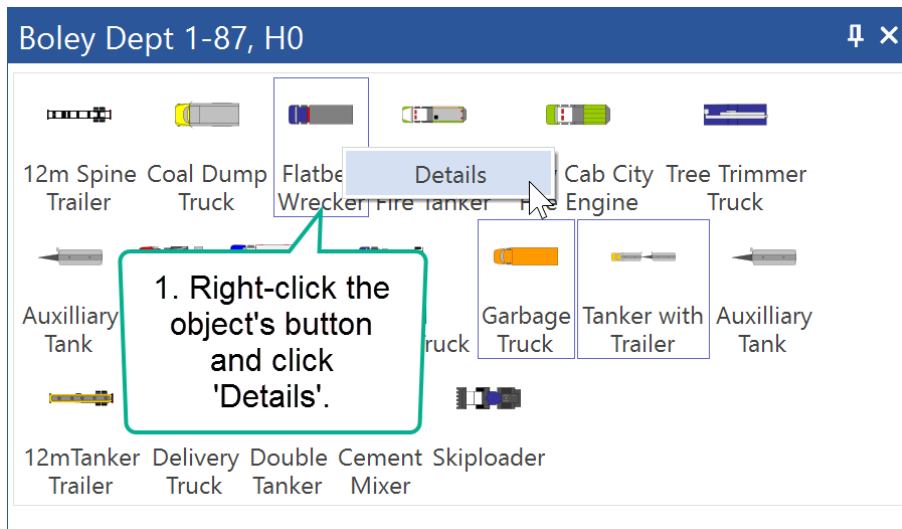 Boley Dept 1-87, H0
12m Spine Coal Dump Flatbe Details Cab City Tree Trimmer
Trailer Truck Wrecker Fire Tanker Engine Truck
1. Right-click the
object's button
and click
'Details'.
Auxilliary Garbage Tanker with Auxilliary
Tank ruck Truck Trailer Tank
12mTanker Delivery Double Cement Skiploader
Trailer Truck Tanker Mixer